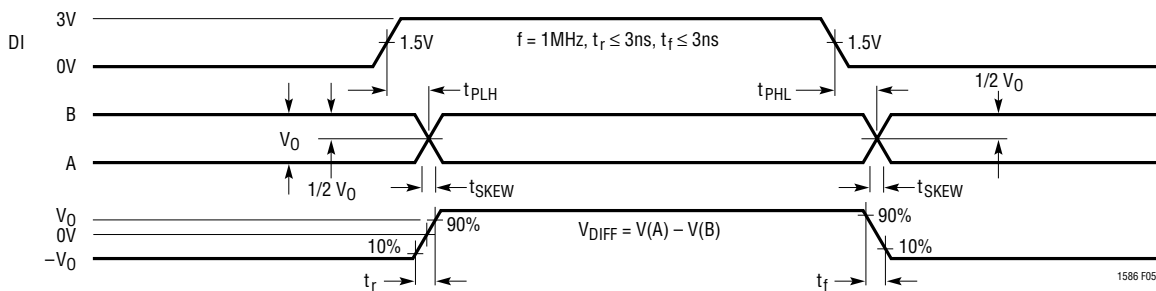 3V
DI
1.5V
f = 1MHz, tr ≤ 3ns, tf ≤ 3ns
1.5V
0V
tPLH
tPHL
1/2 VO
B
VO
A
1/2 VO
tSKEW
tSKEW
VO
0V
90%
VDIFF = V(A) – V(B)
90%
10%
10%
–VO
tr
tf
1586 F05